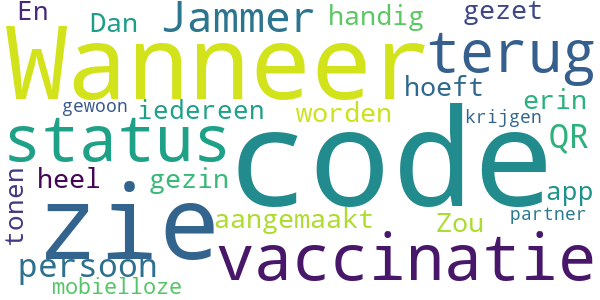 En
Dan
Jammer
handig
gezet
Wanneer
terug
gewoon
iedereen
hoeft
worden
krijgen
erin
status
code
QR
tonen
heel
gezin
zie
app
aangemaakt
Zou
partner
persoon
vaccinatie
mobielloze